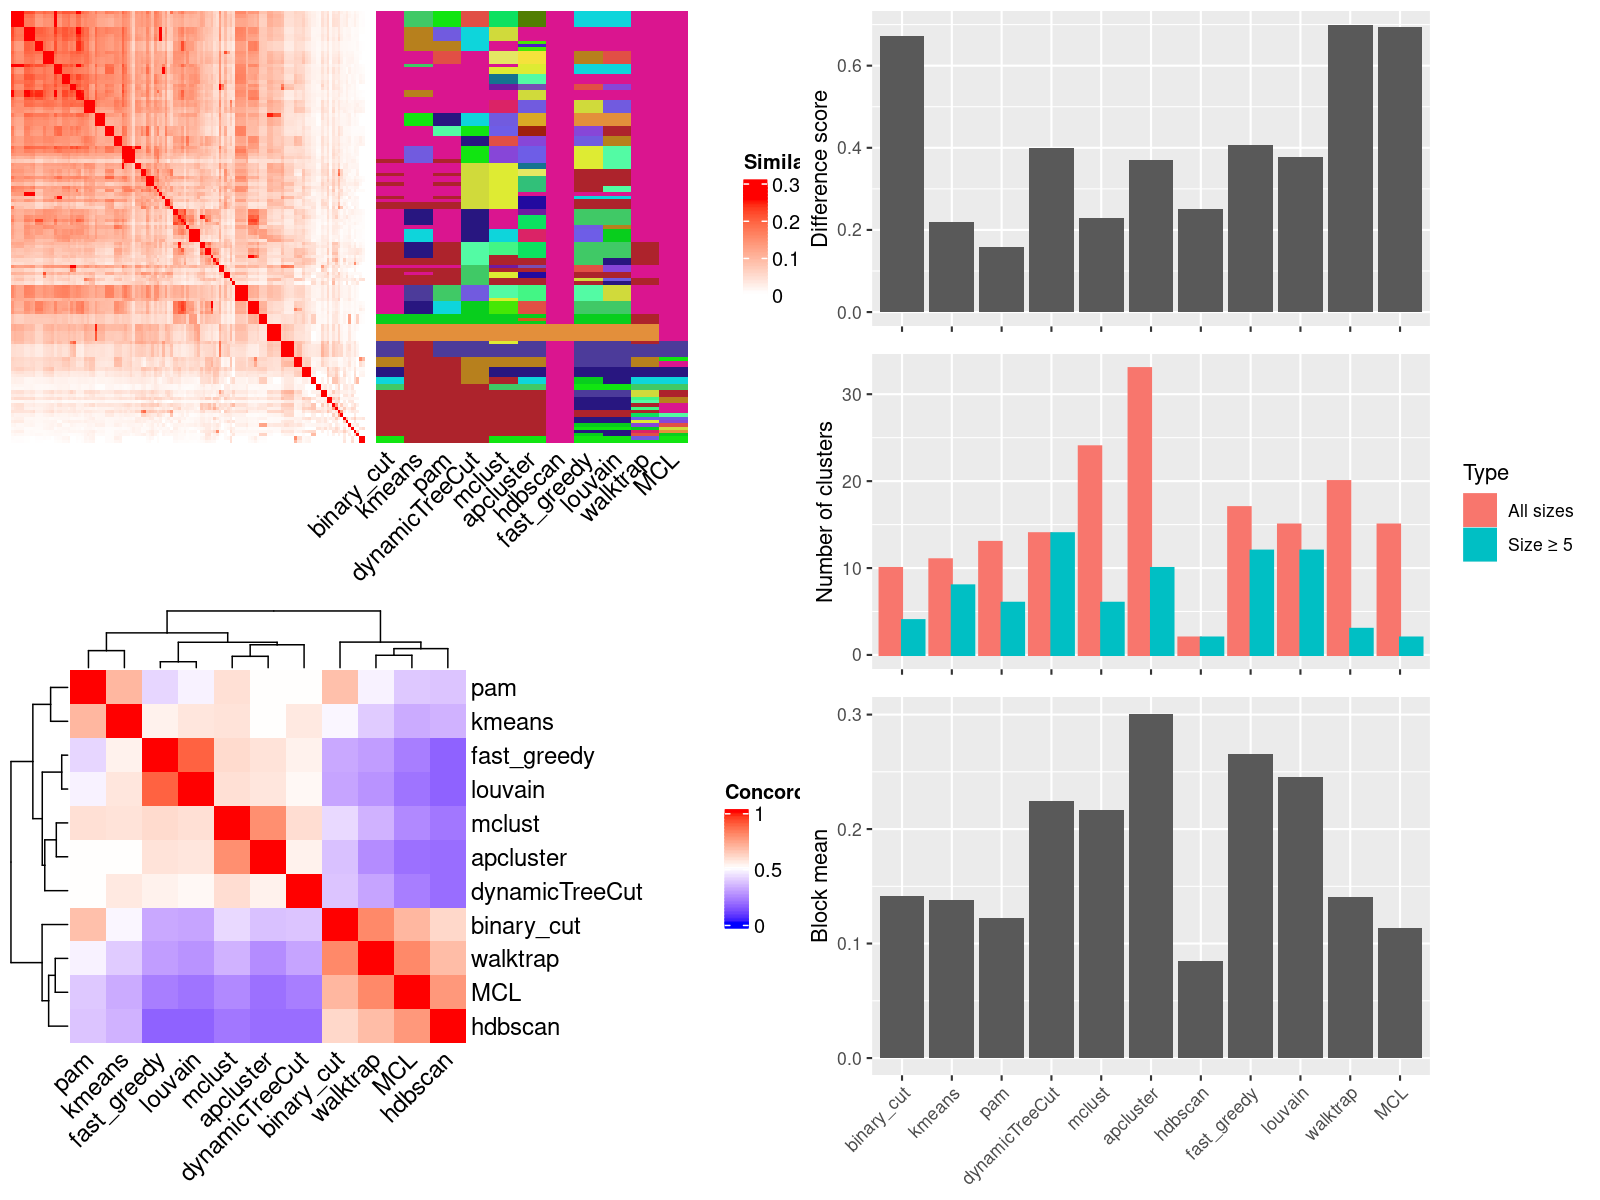 Simila
0.3
0.2
0.1
0
binary_cut
kmeans
pam
dynamicTreeCut
mclust
apcluster
hdbscan
fast_greedy
louvain
walktrap
MCL
pam
kmeans
fast_greedy
louvain
mclust
apcluster
dynamicTreeCut
binary_cut
walktrap
MCL
hdbscan
Concord
1
0.5
0
pam
kmeans
fast_greedy
louvain
mclust
apcluster
dynamicTreeCut
binary_cut
walktrap
MCL
hdbscan
Difference score
0.6
0.4
0.2
0.0
Number of clusters
30
20
10
0
Type
All sizes
Size ≥ 5
Block mean
0.3
0.2
0.1
0.0
binary_cut
kmeans
pam
dynamicTreeCut
mclust
apcluster
hdbscan
fast_greedy
louvain
walktrap
MCL